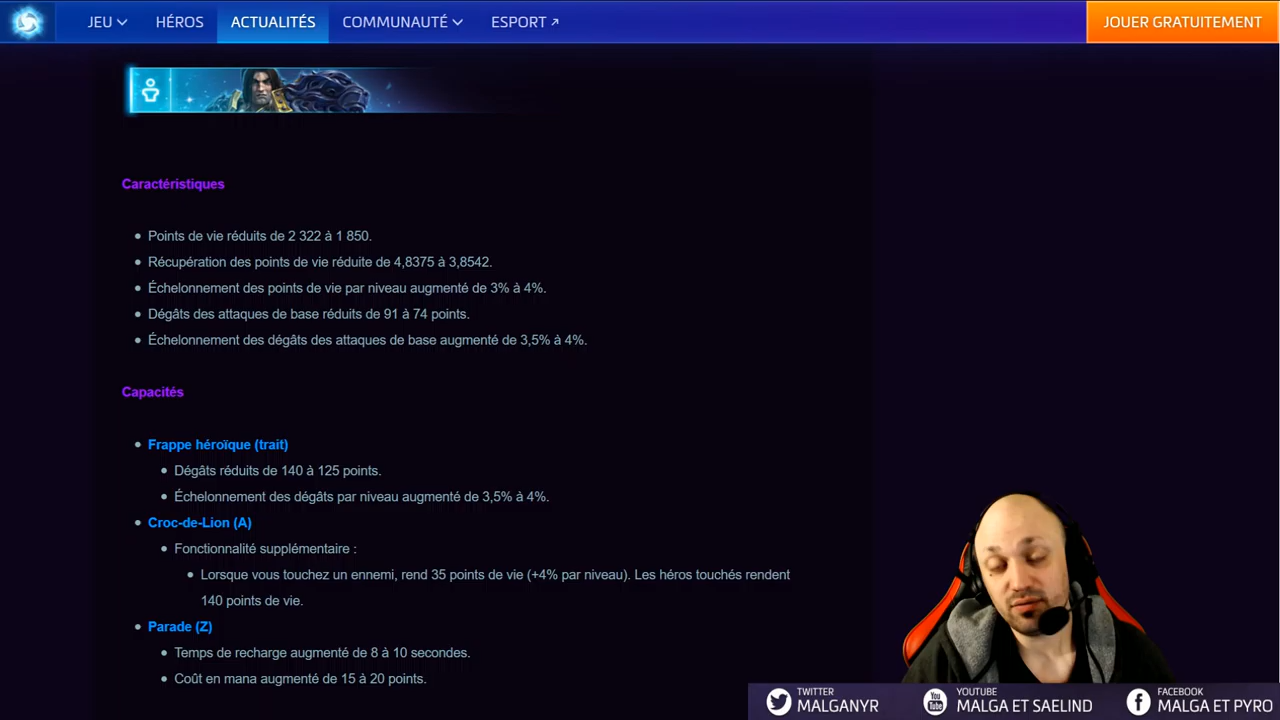 JEU HÉROS ACTUALITÉS COMMUNAUTÉ ESPORT JOUER GRATUITEMENT
Caractéristiques
Points de vie réduits de 2 322 à 1 850.
Récupération des points de vie réduite de 4,8375 à 3,8542.
Échelonnement des points de vie par niveau augmenté de 3% à 4%.
Dégâts des attaques de base réduits de 91 à 74 points.
Échelonnement des dégâts des attaques de base augmenté de 3,5% à 4%.
Capacités
Frappe héroïque (trait)
Dégâts réduits de 140 à 125 points.
Échelonnement des dégâts par niveau augmenté de 3,5% à 4%.
Croc-de-Lion (A)
Fonctionnalité supplémentaire :
Lorsque vous touchez un ennemi, rend 35 points de vie (+4% par niveau). Les héros touchés rendent
140 points de vie.
Parade (Z)
Temps de recharge augmenté de 8 à 10 secondes.
Coût en mana augmenté de 15 à 20 points.
TWITTER
MALGANYR
YOUTUBE
MALGA ET SAELIND
FACEBOOK
MALGA ET PYRO